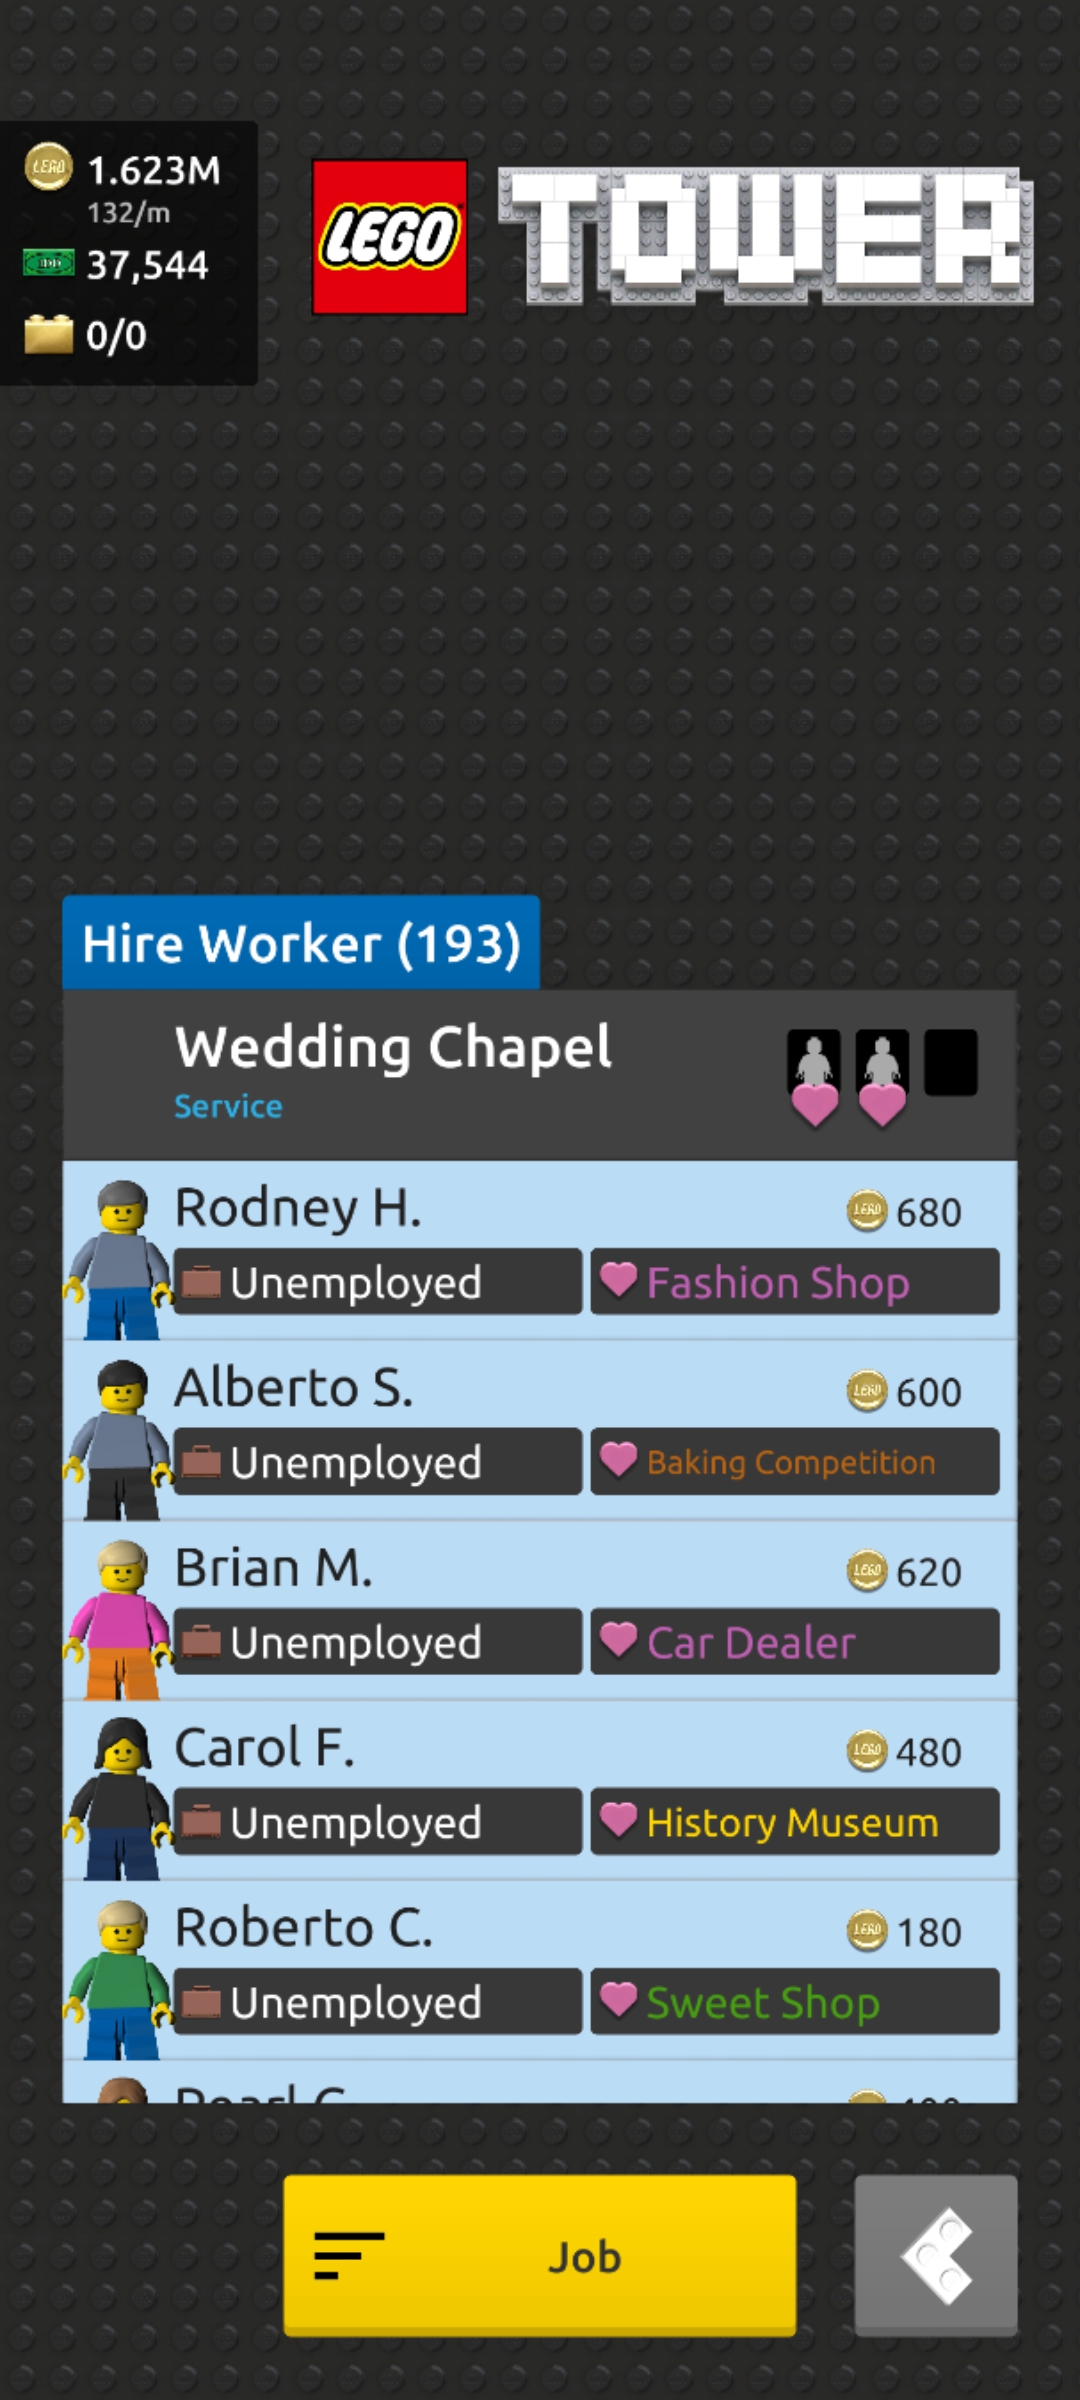 1.623M
132/m
37,544
0/0
LEGO TOWER
Hire Worker (193)
Wedding Chapel
Service
Rodney H. 680
Unemployed Fashion Shop
Alberto S. 600
Unemployed Baking Competition
Brian M. 620
Unemployed Car Dealer
Carol F. 480
Unemployed History Museum
Roberto C. 180
Unemployed Sweet Shop
Job